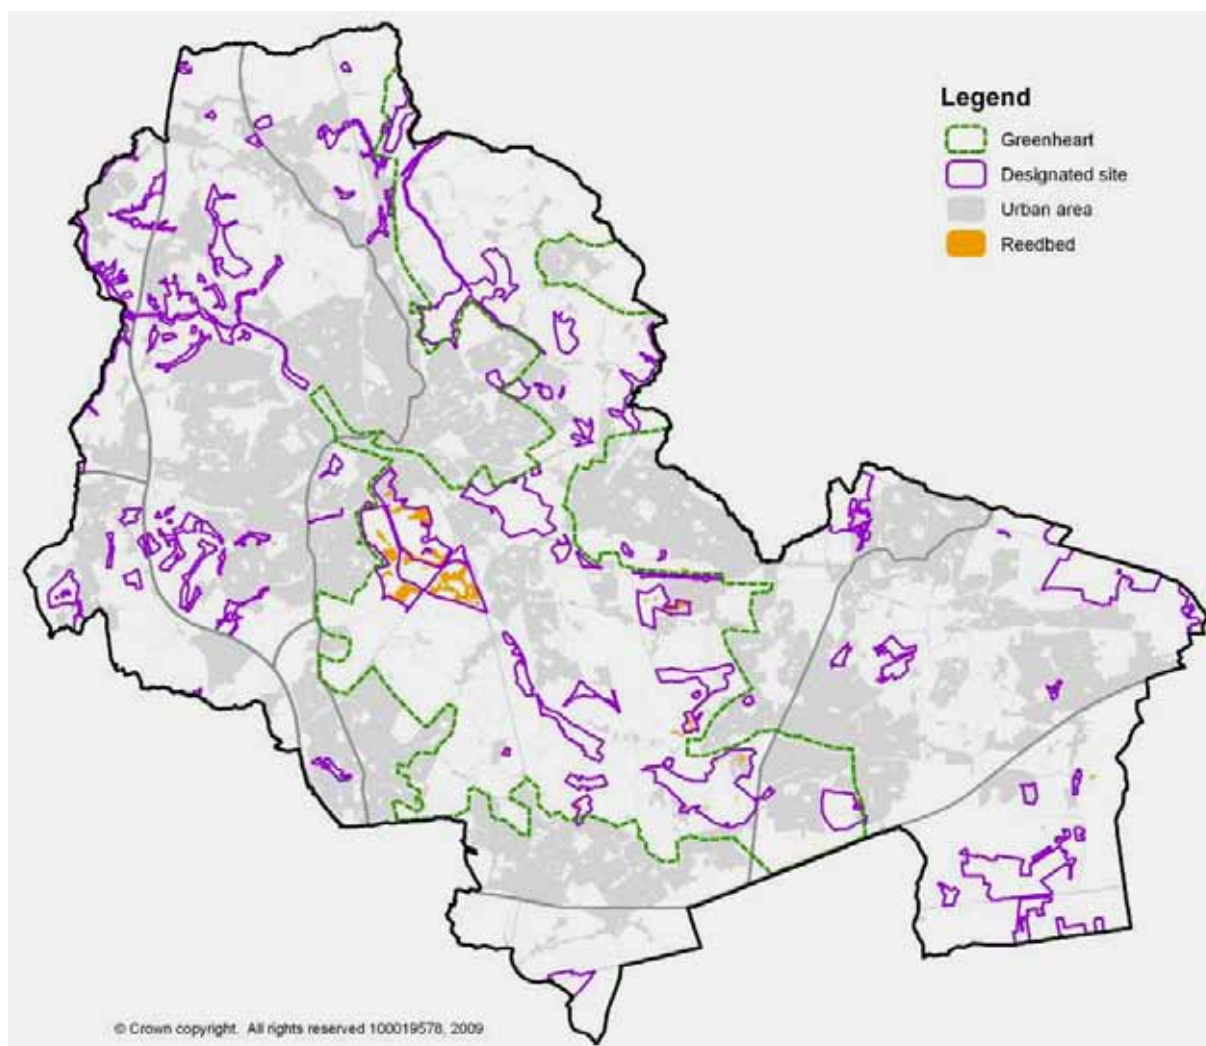 Legend
Greenheart
Designated site
Urban area
Reedbed
© Crown copyright. All rights reserved 100019578, 2009